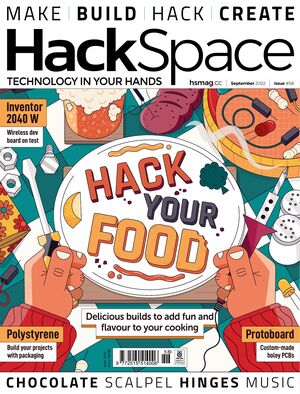 MAKE | BUILD | HACK | CREATE
HackSpace
TECHNOLOGY IN YOUR HANDS
hsmag.cc | September 2022 | Issue #58
Inventor
2040 W
Wireless dev
board on test
HACK
YOUR
FOOD
Delicious builds to add fun and
flavour to your cooking
Polystyrene
Build your projects
with packaging
Protoboard
Custom-made
holey PCBs
CHOCOLATE SCALPEL HINGES MUSIC